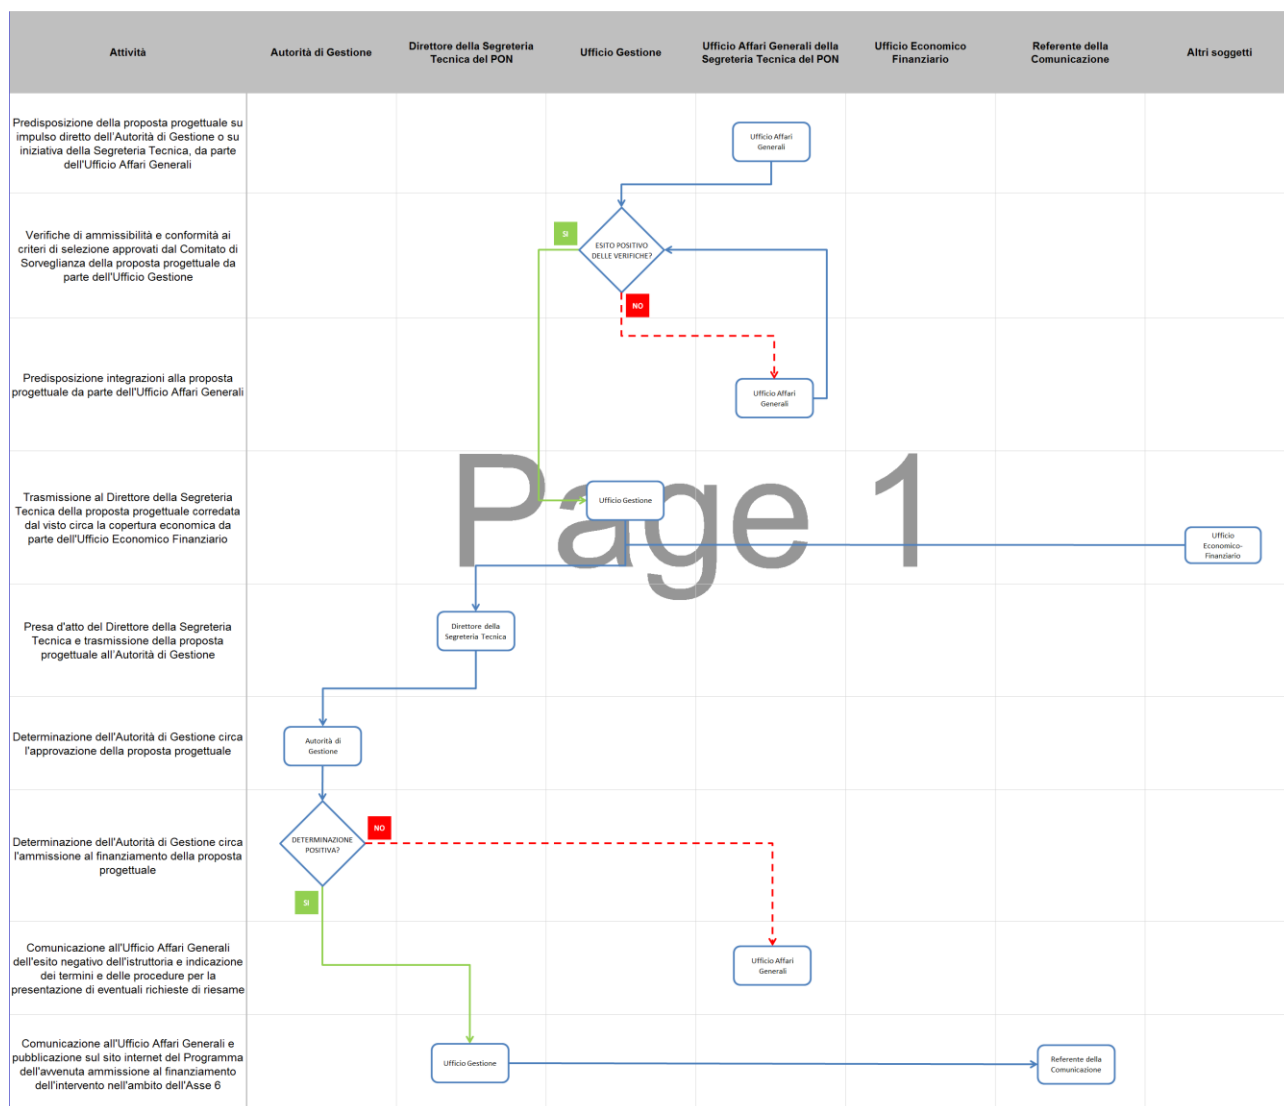 Attività
Autorità di Gestione
Direttore della Segreteria
Tecnica del PON
Ufficio Gestione
Ufficio Affari Generali della
Segreteria Tecnica del PON
Ufficio Economico
Finanziario
Referente della
Comunicazione
Altri soggetti
Predisposizione della proposta progettuale su
impulso diretto dell'Autorità di Gestione o su
iniziativa della Segreteria Tecnica, da parte
dell'Ufficio Affari Generali
Ufficio Affari
Generali
Verifiche di ammissibilità e conformità ai
criteri di selezione approvati dal Comitato di
Sorveglianza della proposta progettuale da
parte dell'Ufficio Gestione
SI
ESITO POSITIVO
DELLE VERIFICHE?
NO
Predisposizione integrazioni alla proposta
progettuale da parte dell'Ufficio Affari Generali
Ufficio Affari
Generali
Trasmissione al Direttore della Segreteria
Tecnica della proposta progettuale corredata
dal visto circa la copertura economica da
parte dell'Ufficio Economico Finanziario
Ufficio Gestione
Page 1
Ufficio
Economico-
Finanziario
Presa d'atto del Direttore della Segreteria
Tecnica e trasmissione della proposta
progettuale all'Autorità di Gestione
Direttore della
Segreteria Tecnica
Determinazione dell'Autorità di Gestione circa
l'approvazione della proposta progettuale
Autorità di
Gestione
Determinazione dell'Autorità di Gestione circa
l'ammissione al finanziamento della proposta
progettuale
DETERMINAZIONE
POSITIVA?
NO
SI
Comunicazione all'Ufficio Affari Generali
dell'esito negativo dell'istruttoria e indicazione
dei termini e delle procedure per la
presentazione di eventuali richieste di riesame
Ufficio Affari
Generali
Comunicazione all'Ufficio Affari Generali e
pubblicazione sul sito internet del Programma
dell'avvenuta ammissione al finanziamento
dell'intervento nell'ambito dell'Asse 6
Ufficio Gestione
Referente della
Comunicazione